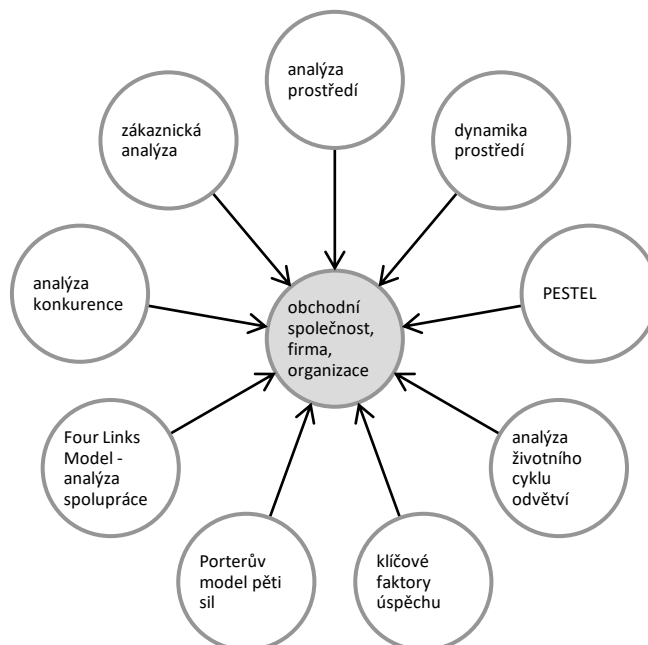 analýza
prostředí
dynamika
prostředí
PESTEL
analýza
životního
cyklu
odvětví
klíčové
faktory
úspěchu
Porterův
model pěti
sil
Four Links
Model -
analýza
spolupráce
analýza
konkurence
zákaznická
analýza
obchodní
společnost,
firma,
organizace